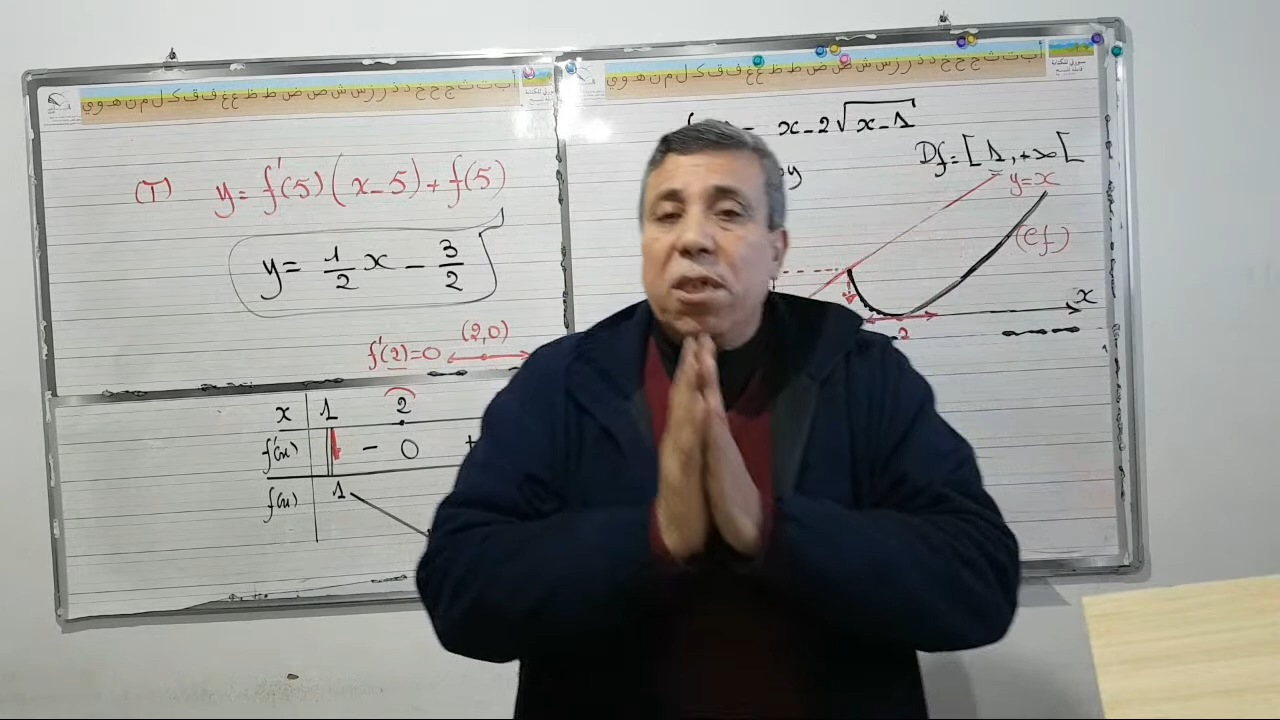 أ ب ت ث ج ح خ د ذ ر ز س ش ص ض ط ظ ع غ ف ق ك ل م ن ه و ي
(T) y = f'(5)(x-5)+f(5)
y = 1/2 x - 3/2
f'(2)=0 (2,0)
x 1 2
f'(x) - 0 +
f(x) 1
أ ب ت ث ج ح خ د ذ ر ز س ش ص ض ط ظ ع غ ف ق ك ل م ن ه و ي
x-2√x-1
Df=[1,+∞[
y
y=x
(Cf)
x
2